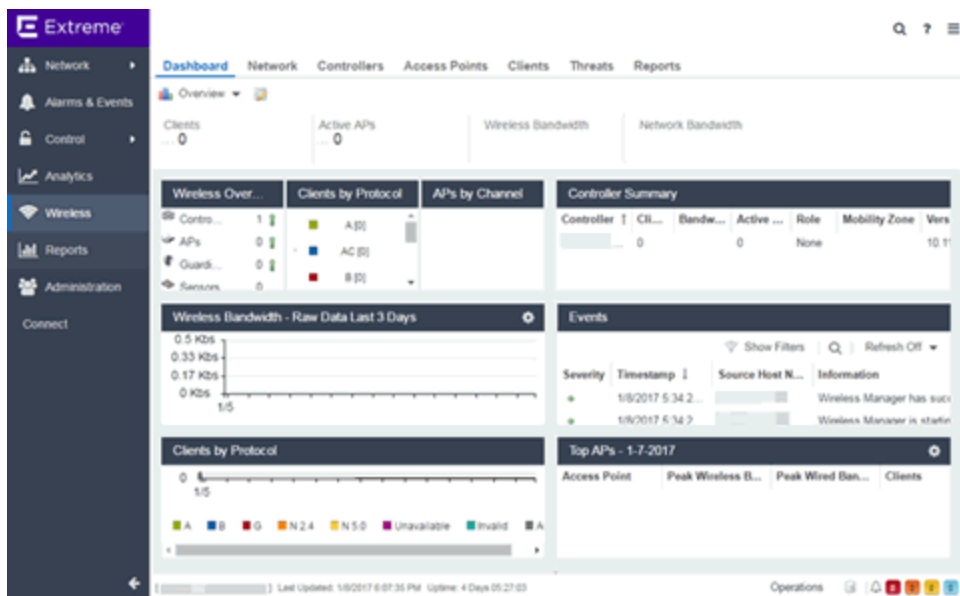 Extreme
Network
Alarms & Events
Control
Analytics
Wireless
Reports
Administration
Connect
?
Dashboard Network Controllers Access Points Clients Threats Reports
Overview
Clients
0
Active APs
0
Wireless Bandwidth
Network Bandwidth
Wireless Over...
Contro... 1
APs 0
Guardi... 0
Sensors 0
Clients by Protocol
A [0]
AC [0]
B [0]
APs by Channel
Controller Summary
Controller Cli... Bandw... Active ... Role Mobility Zone Vers
... 0 0 None 10.1
Wireless Bandwidth - Raw Data Last 3 Days
0.5 Kbs
0.33 Kbs
0.17 Kbs
0 Kbs
1/5
Events
Show Filters Refresh Off
Severity Timestamp Source Host N... Information
1/8/2017 5:34:2... Wireless Manager has succ
1/8/2017 5:34:2 Wireless Manager is startin
Clients by Protocol
0
1/5
A B G N 2.4 N 5.0 Unavailable Invalid A
Top APs - 1-7-2017
Access Point Peak Wireless B... Peak Wired Ban... Clients
Last Updated: 1/8/2017 6:07:35 PM Uptime: 4 Days 05:27:03
Operations